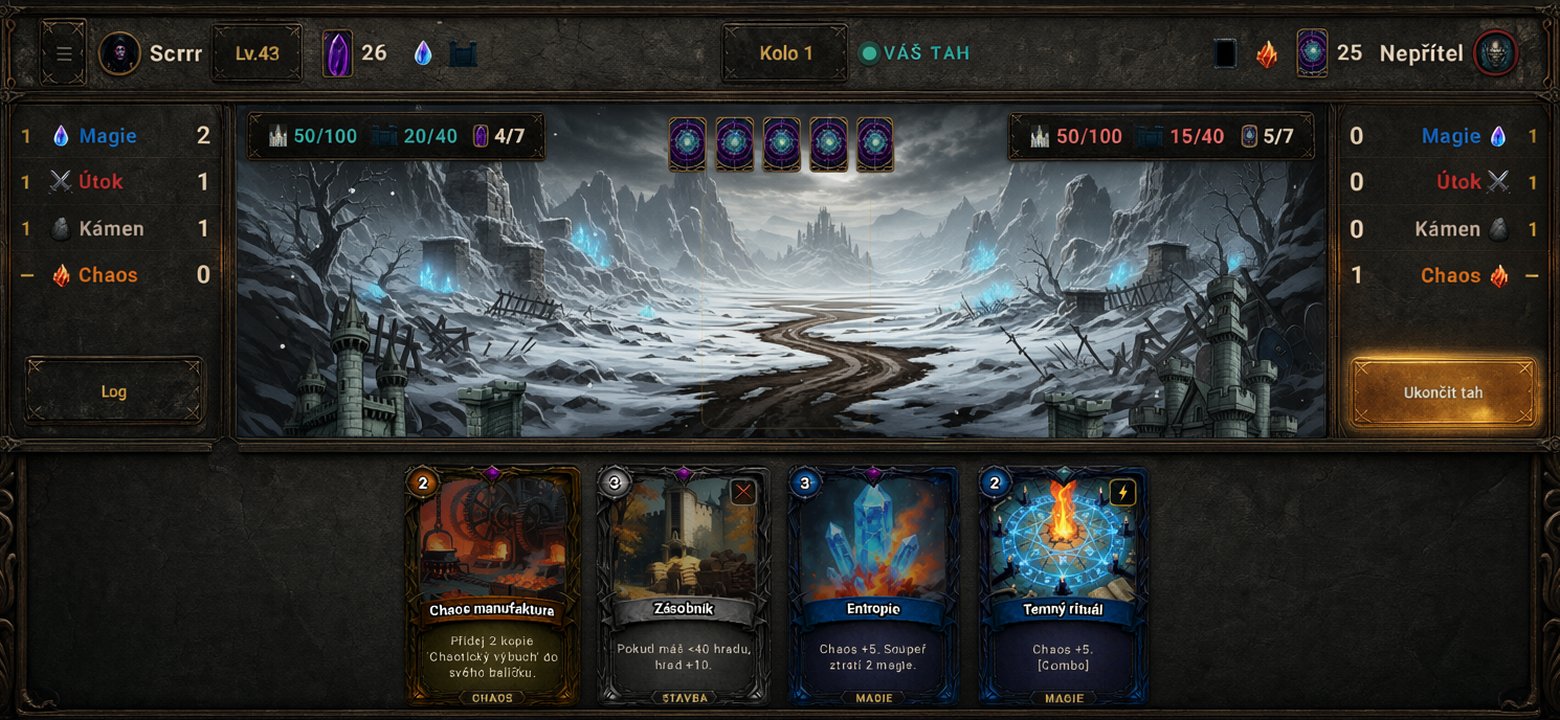 Scrrr
Lv.43
26
Kolo 1
VÁŠ TAH
25
Nepřítel
1 Magie 2
1 Útok 1
1 Kámen 1
– Chaos 0
Log
50/100 20/40 4/7
50/100 15/40 5/7
0 Magie 1
0 Útok 1
0 Kámen 1
1 Chaos –
Ukončit tah
2
Chaos manufaktura
Přidej 2 kopie
'Chaotický výbuch' do
svého balíčku.
CHAOS
3
Zásobník
Pokud máš <40 hradu,
hrad +10.
STAVBA
3
Entropie
Chaos +5. Soupeř
ztratí 2 magie.
MAGIE
2
Temný rituál
Chaos +5.
[Combo]
MAGIE